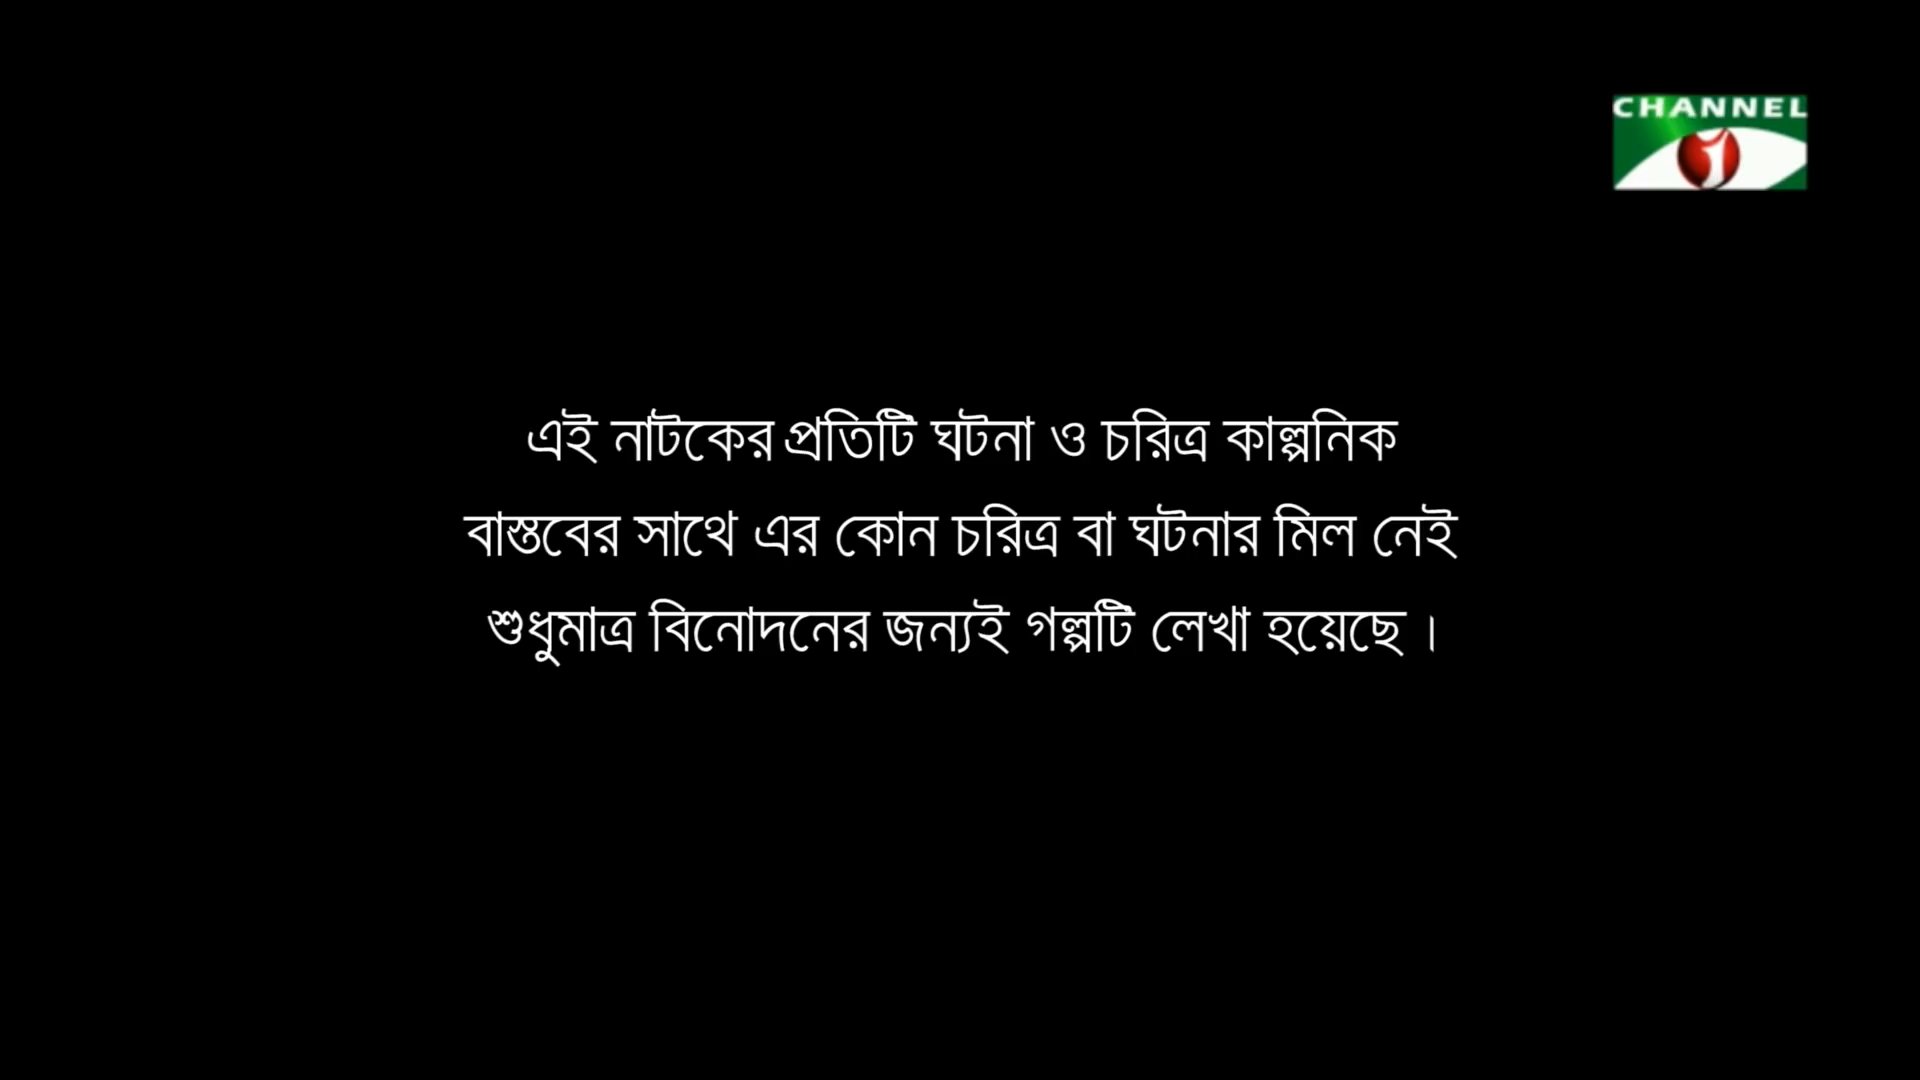 CHANNEL
i
এই নাটকের প্রতিটি ঘটনা ও চরিত্র কাল্পনিক
বাস্তবের সাথে এর কোন চরিত্র বা ঘটনার মিল নেই
শুধুমাত্র বিনোদনের জন্যই গল্পটি লেখা হয়েছে ।